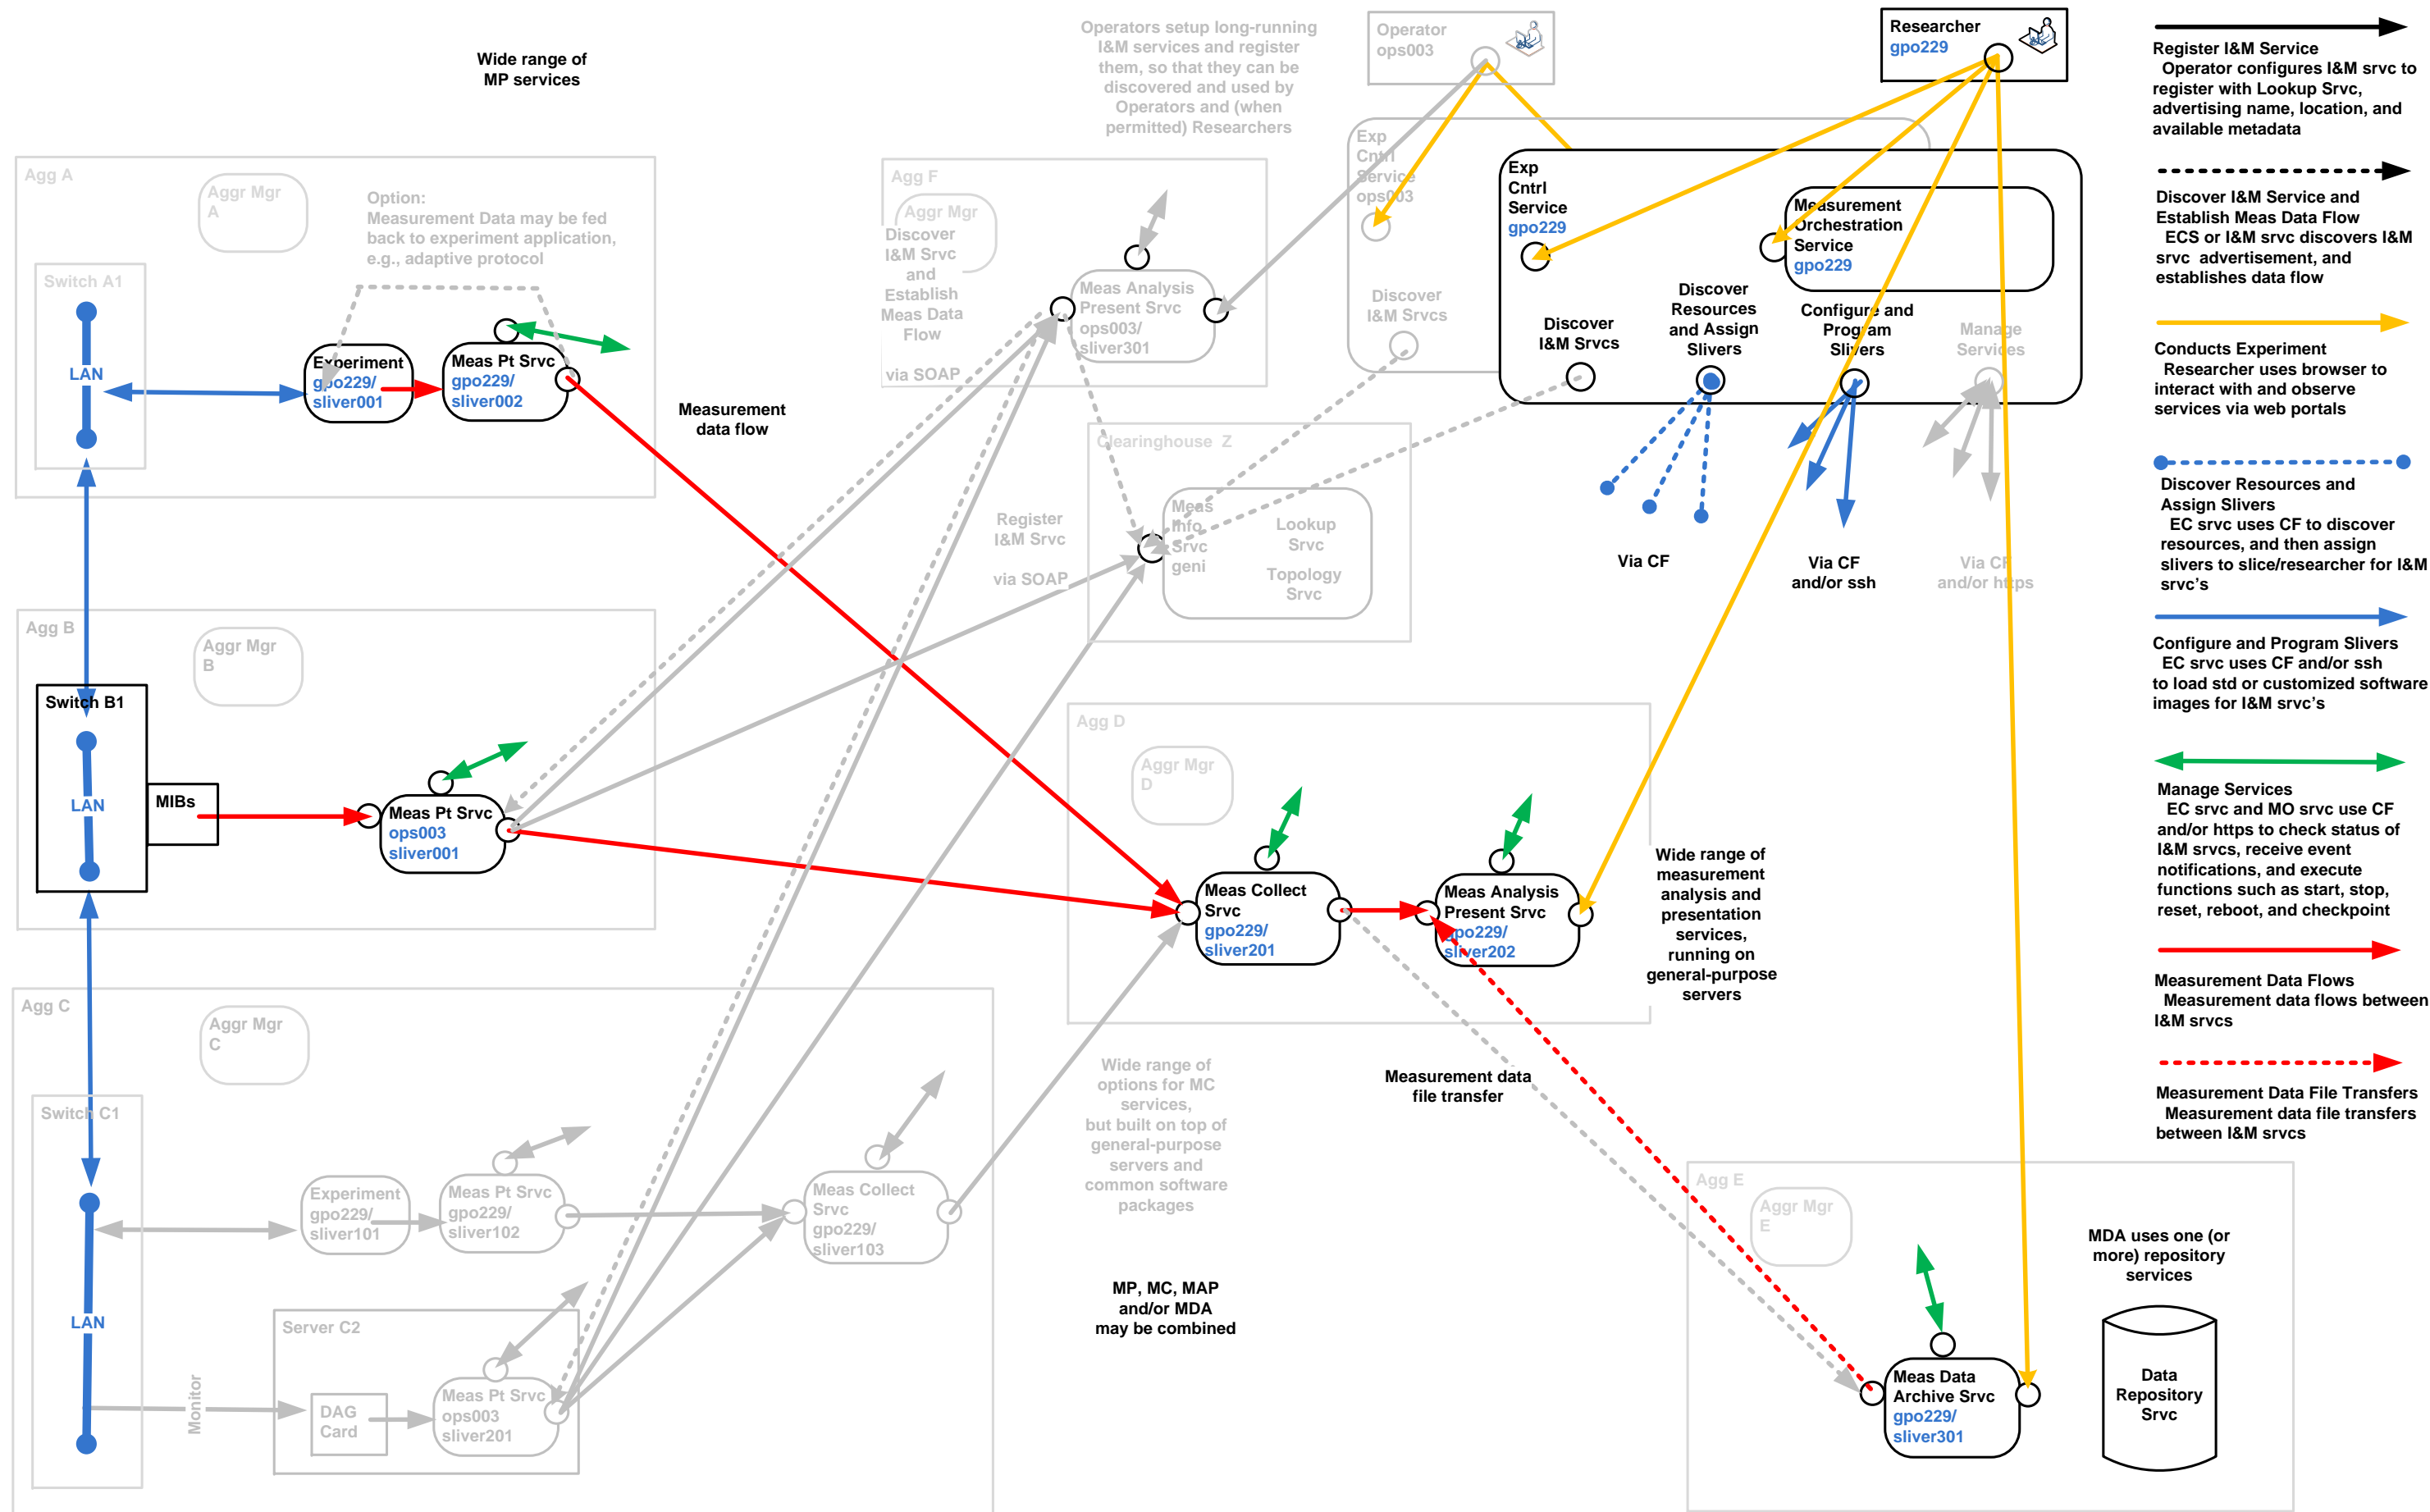 Wide range of
MP services
Operators setup long-running
I&M services and register
them, so that they can be
discovered and used by
Operators and (when
permitted) Researchers
Operator
ops003
Researcher
gpo229
Register I&M Service
Operator configures I&M srvc to
register with Lookup Srvc,
advertising name, location, and
available metadata
Discover I&M Service and
Establish Meas Data Flow
ECS or I&M srvc discovers I&M
srvc advertisement, and
establishes data flow
Conducts Experiment
Researcher uses browser to
interact with and observe
services via web portals
Discover Resources and
Assign Slivers
EC srvc uses CF to discover
resources, and then assign
slivers to slice/researcher for I&M
srvc's
Configure and Program Slivers
EC srvc uses CF and/or ssh
to load std or customized software
images for I&M srvc's
Manage Services
EC srvc and MO srvc use CF
and/or https to check status of
I&M srvcs, receive event
notifications, and execute
functions such as start, stop,
reset, reboot, and checkpoint
Measurement Data Flows
Measurement data flows between
I&M srvcs
Measurement Data File Transfers
Measurement data file transfers
between I&M srvcs
Agg A
Aggr Mgr
A
Option:
Measurement Data may be fed
back to experiment application,
e.g., adaptive protocol
Switch A1
LAN
Experiment
gpo229/
sliver001
Meas Pt Srvc
gpo229/
sliver002
Measurement
data flow
Agg F
Aggr Mgr
Discover
I&M Srvc
and
Establish
Meas Data
Flow
via SOAP
Meas Analysis
Present Srvc
ops003/
sliver301
Exp
Cntrl
Service
ops003
Discover
I&M Srvcs
Exp
Cntrl
Service
gpo229
Measurement
Orchestration
Service
gpo229
Discover
I&M Srvcs
Discover
Resources
and Assign
Slivers
Configure and
Program
Slivers
Manage
Services
Via CF
Via CF
and/or ssh
Via CF
and/or https
Clearinghouse Z
Meas
Info
Srvc
geni
Lookup
Srvc
Topology
Srvc
Register
I&M Srvc
via SOAP
Agg B
Aggr Mgr
B
Switch B1
LAN
MIBs
Meas Pt Srvc
ops003
sliver001
Agg D
Aggr Mgr
D
Meas Collect
Srvc
gpo229/
sliver201
Meas Analysis
Present Srvc
gpo229/
sliver202
Wide range of
measurement
analysis and
presentation
services,
running on
general-purpose
servers
Agg C
Aggr Mgr
C
Switch C1
LAN
Experiment
gpo229/
sliver101
Meas Pt Srvc
gpo229/
sliver102
Meas Collect
Srvc
gpo229/
sliver103
Monitor
Server C2
DAG
Card
Meas Pt Srvc
ops003
sliver201
Wide range of
options for MC
services,
but built on top of
general-purpose
servers and
common software
packages
Measurement data
file transfer
MP, MC, MAP
and/or MDA
may be combined
Agg E
Aggr Mgr
E
MDA uses one (or
more) repository
services
Meas Data
Archive Srvc
gpo229/
sliver301
Data
Repository
Srvc